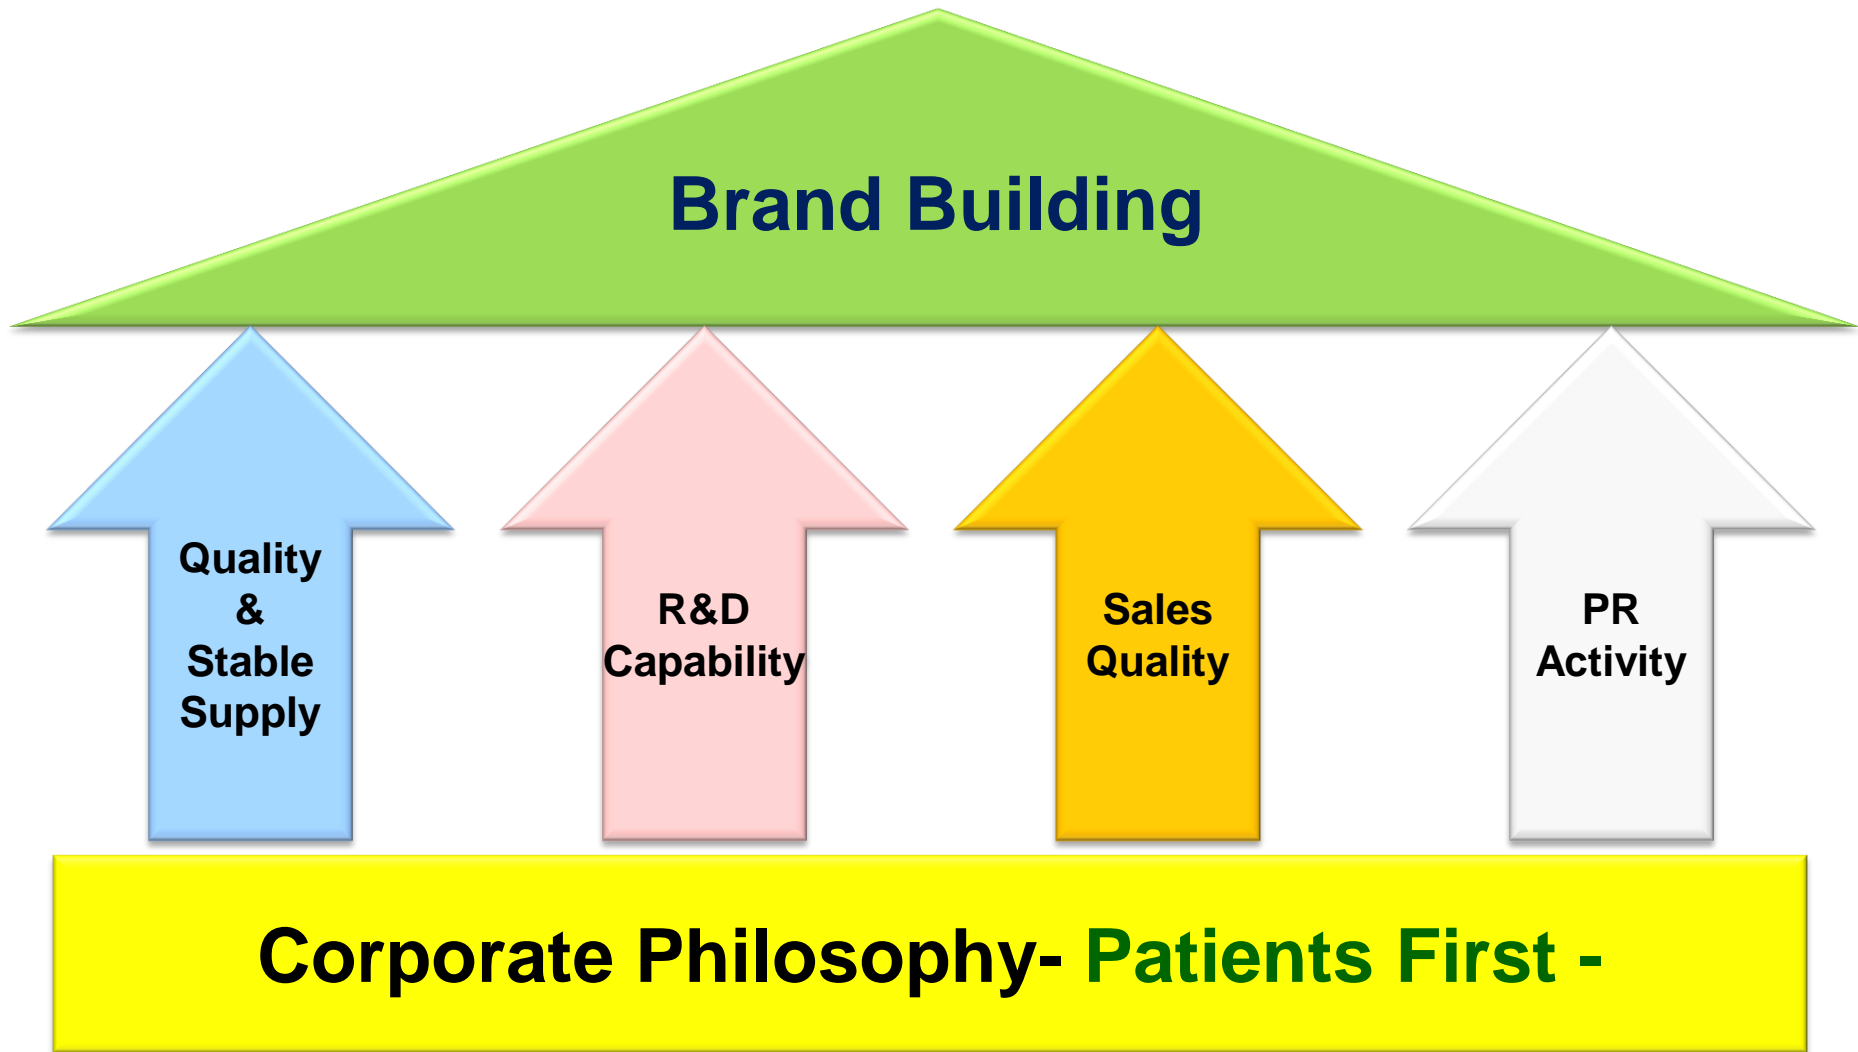 Brand Building
Quality
&
Stable
Supply
R&D
Capability
Sales
Quality
PR
Activity
Corporate Philosophy- Patients First -